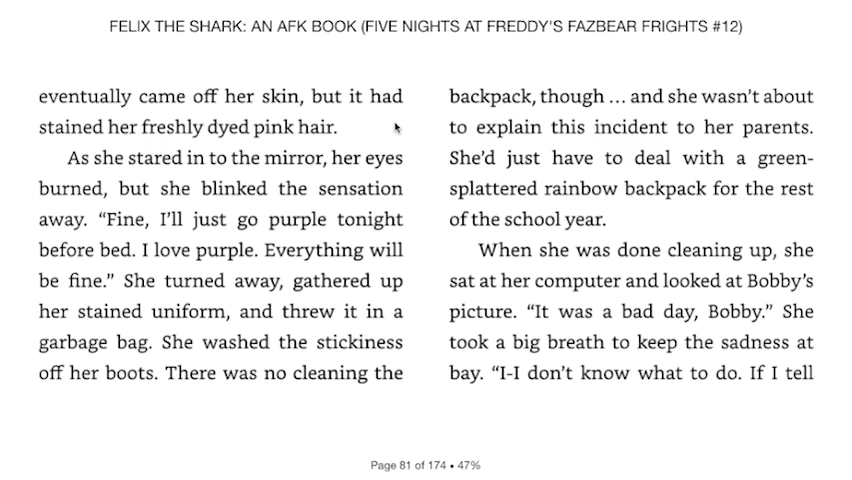 FELIX THE SHARK: AN AFK BOOK (FIVE NIGHTS AT FREDDY'S FAZBEAR FRIGHTS #12)
eventually came off her skin, but it had
stained her freshly dyed pink hair.
As she stared in to the mirror, her eyes
burned, but she blinked the sensation
away. “Fine, I’ll just go purple tonight
before bed. I love purple. Everything will
be fine.” She turned away, gathered up
her stained uniform, and threw it in a
garbage bag. She washed the stickiness
off her boots. There was no cleaning the
backpack, though ... and she wasn’t about
to explain this incident to her parents.
She’d just have to deal with a green-
splattered rainbow backpack for the rest
of the school year.
When she was done cleaning up, she
sat at her computer and looked at Bobby’s
picture. “It was a bad day, Bobby.” She
took a big breath to keep the sadness at
bay. “I-I don’t know what to do. If I tell
Page 81 of 174 • 47%